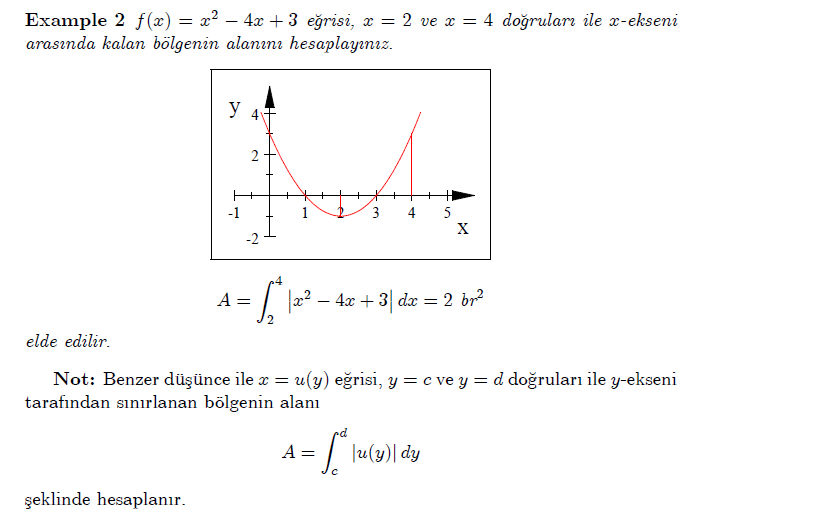 Example 2 f(x) = x² − 4x + 3 eğrisi, x = 2 ve x = 4 doğruları ile x-ekseni
arasında kalan bölgenin alanını hesaplayınız.
y
4
2
-1 1 2 3 4 5
x
-2
A = ∫₂⁴ |x² − 4x + 3| dx = 2 br²
elde edilir.
Not: Benzer düşünce ile x = u(y) eğrisi, y = c ve y = d doğruları ile y-ekseni
tarafından sınırlanan bölgenin alanı
A = ∫_c^d |u(y)| dy
şeklinde hesaplanır.